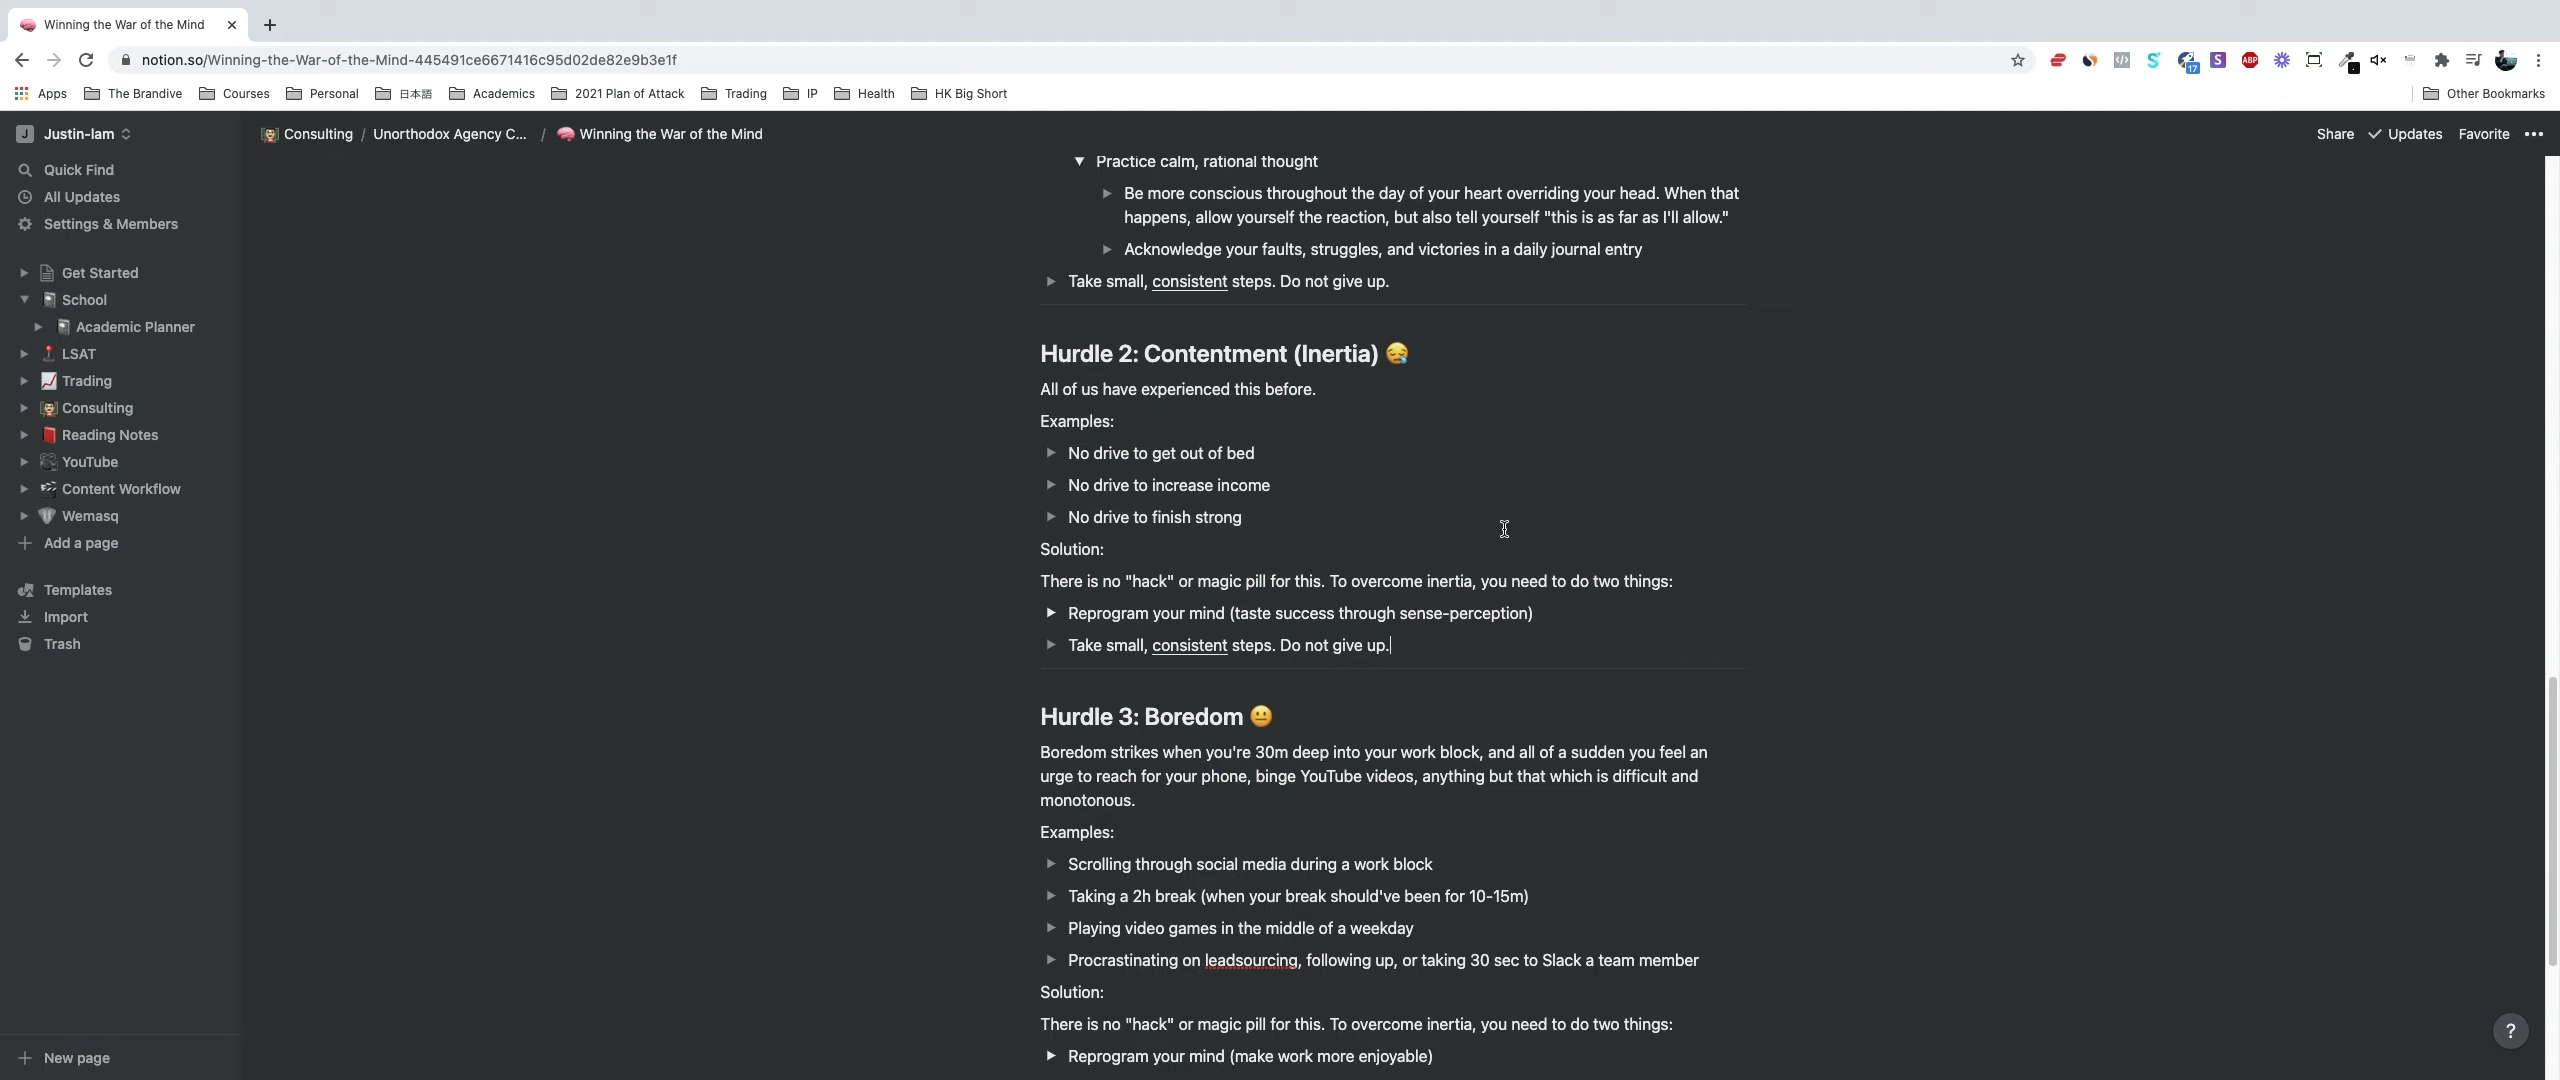 Winning the War of the Mind
notion.so/Winning-the-War-of-the-Mind-445491ce6671416c95d02de82e9b3e1f
17
ABP
Apps
The Brandive
Courses
Personal
日本語
Academics
2021 Plan of Attack
Trading
IP
Health
HK Big Short
Other Bookmarks
J Justin-lam
Consulting / Unorthodox Agency C... / Winning the War of the Mind
Share
Updates
Favorite
Quick Find
All Updates
Settings & Members
Get Started
School
Academic Planner
LSAT
Trading
Consulting
Reading Notes
YouTube
Content Workflow
Wemasq
Add a page
Templates
Import
Trash
New page
Practice calm, rational thought
Be more conscious throughout the day of your heart overriding your head. When that
happens, allow yourself the reaction, but also tell yourself "this is as far as I'll allow."
Acknowledge your faults, struggles, and victories in a daily journal entry
Take small, consistent steps. Do not give up.
Hurdle 2: Contentment (Inertia)
All of us have experienced this before.
Examples:
No drive to get out of bed
No drive to increase income
No drive to finish strong
Solution:
There is no "hack" or magic pill for this. To overcome inertia, you need to do two things:
Reprogram your mind (taste success through sense-perception)
Take small, consistent steps. Do not give up.
Hurdle 3: Boredom
Boredom strikes when you're 30m deep into your work block, and all of a sudden you feel an
urge to reach for your phone, binge YouTube videos, anything but that which is difficult and
monotonous.
Examples:
Scrolling through social media during a work block
Taking a 2h break (when your break should've been for 10-15m)
Playing video games in the middle of a weekday
Procrastinating on leadsourcing, following up, or taking 30 sec to Slack a team member
Solution:
There is no "hack" or magic pill for this. To overcome inertia, you need to do two things:
Reprogram your mind (make work more enjoyable)
?